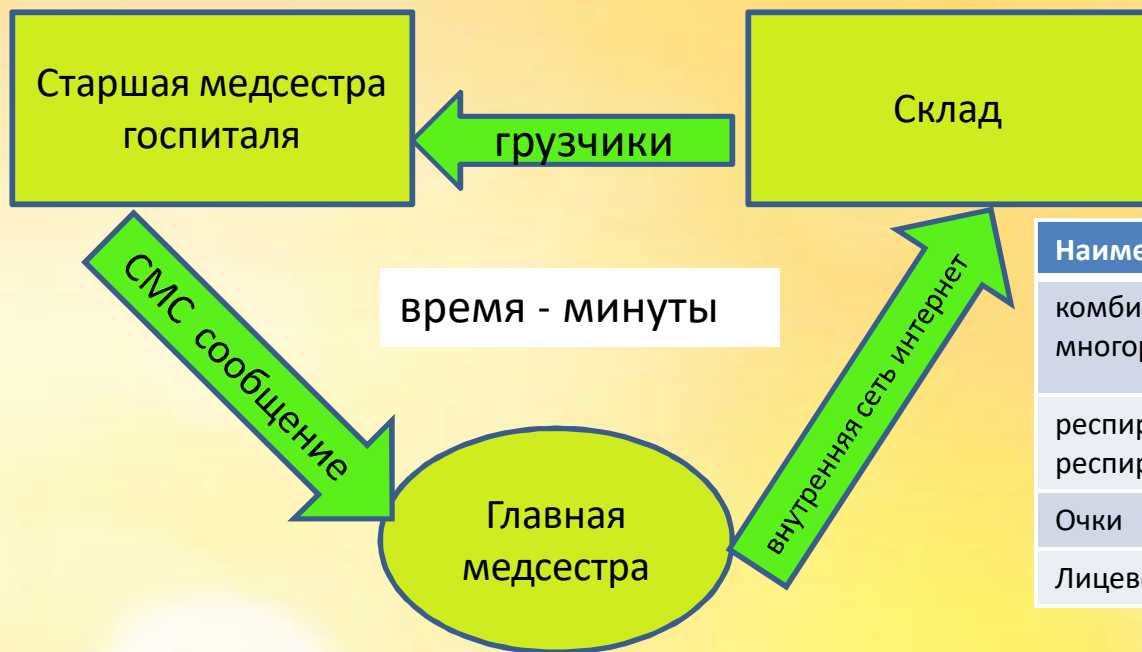 Старшая медсестра
госпиталя
грузчики
Склад
СМС сообщение
время - минуты
внутренняя сеть интернет
Главная
медсестра
Очки